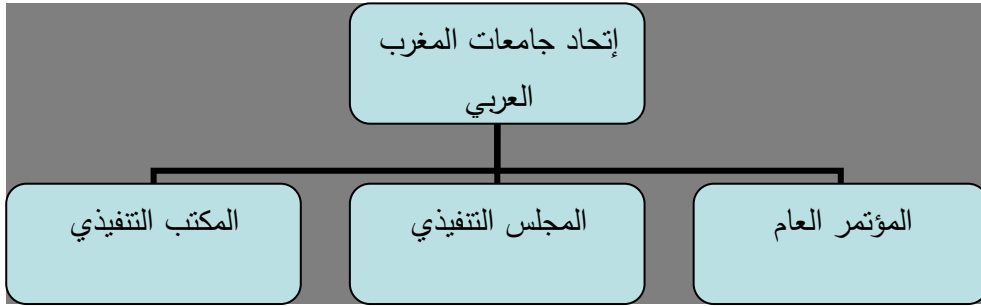 إتحاد جامعات المغرب
العربي
المؤتمر العام
المجلس التنفيذي
المكتب التنفيذي